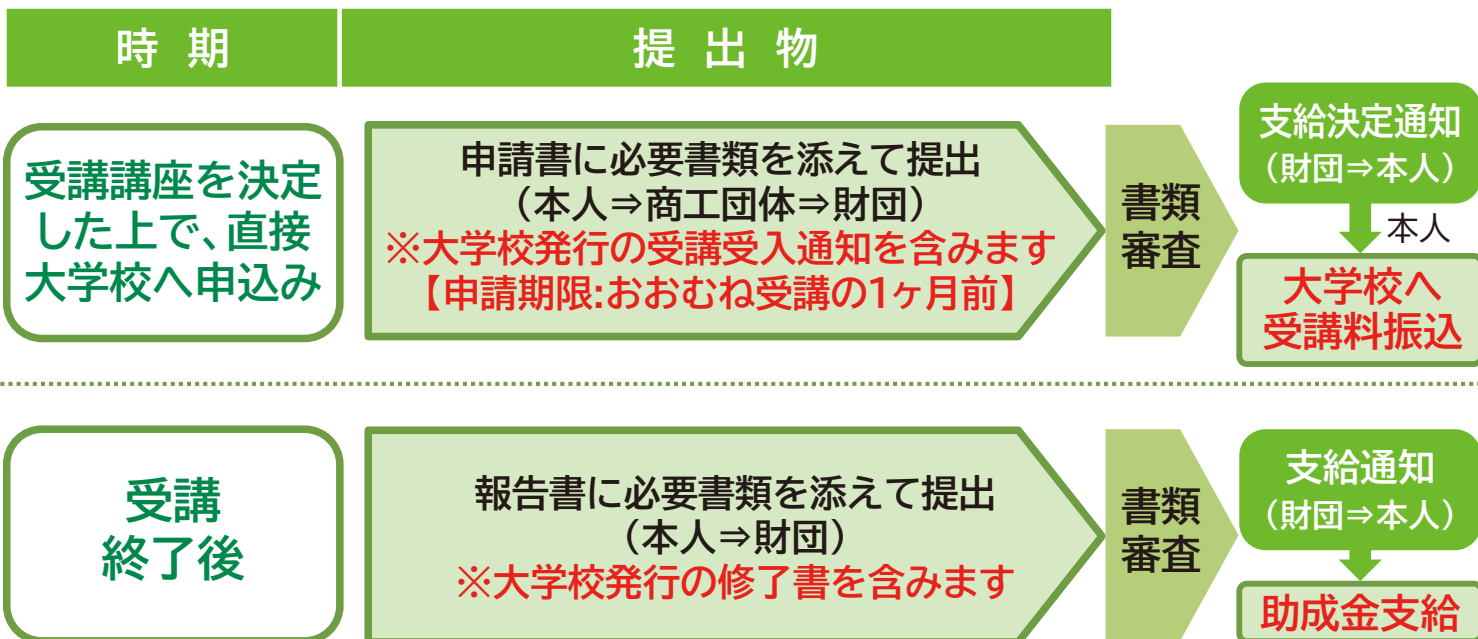 時期
提出物
受講講座を決定
した上で、直接
大学校へ申込み
申請書に必要書類を添えて提出
（本人⇒商工団体⇒財団）
※大学校発行の受講受入通知を含みます
【申請期限:おおむね受講の1ヶ月前】
書類
審査
支給決定通知
（財団⇒本人）
本人
大学校へ
受講料振込
受講
終了後
報告書に必要書類を添えて提出
（本人⇒財団）
※大学校発行の修了書を含みます
書類
審査
支給通知
（財団⇒本人）
助成金支給